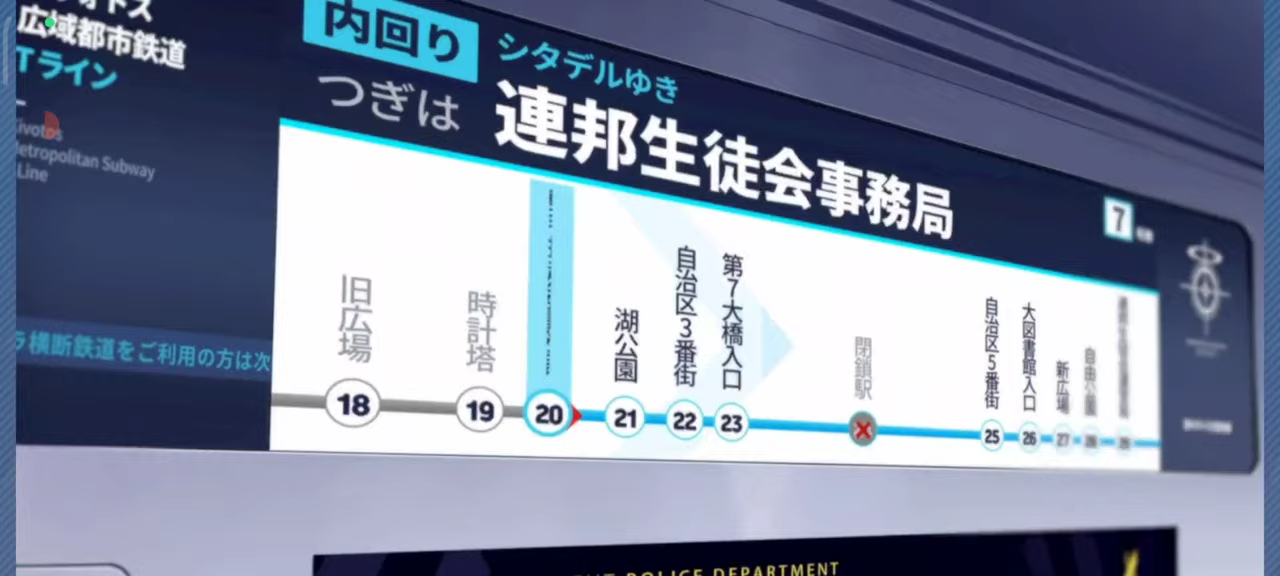 広域都市鉄道
Tライン
ivotos
etropolitan Subway
Line
横断鉄道をご利用の方は次
内回り
シタデルゆき
つぎは
連邦生徒会事務局
7
旧広場
時計塔
湖公園
自治区3番街
第7大橋入口
閉鎖駅
自治区5番街
大図書館入口
新広場
18
19
20
21
22
23
25
26
27
28
POLICE DEPARTMENT